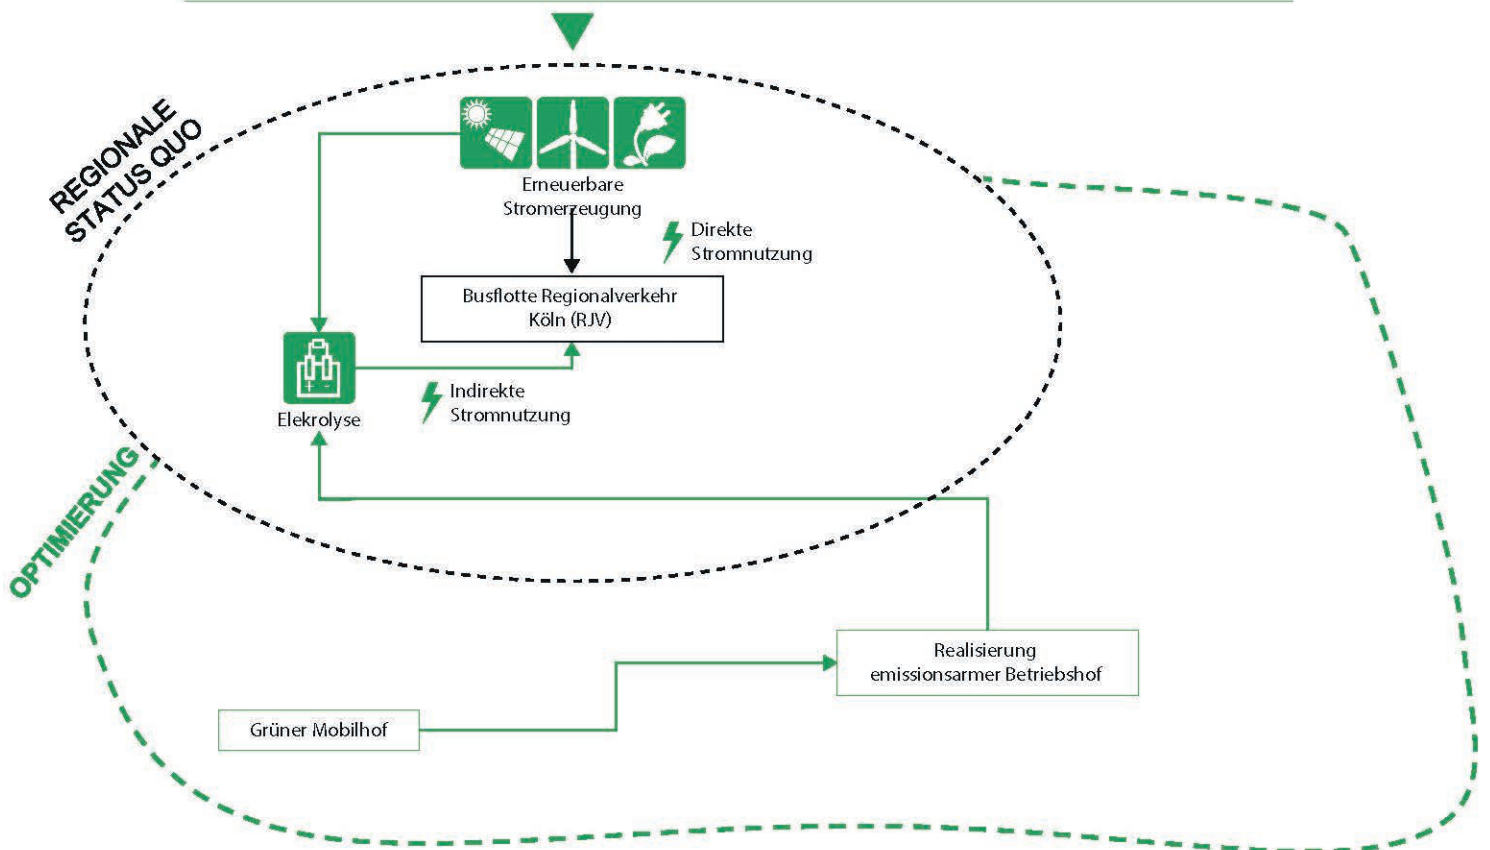 REGIONALE
STATUS QUO
Erneuerbare
Stromerzeugung
Direkte
Stromnutzung
Busflotte Regionalverkehr
Köln (RJV)
Indirekte
Stromnutzung
Elekrolyse
OPTIMIERUNG
Realisierung
emissionsarmer Betriebshof
Grüner Mobilhof